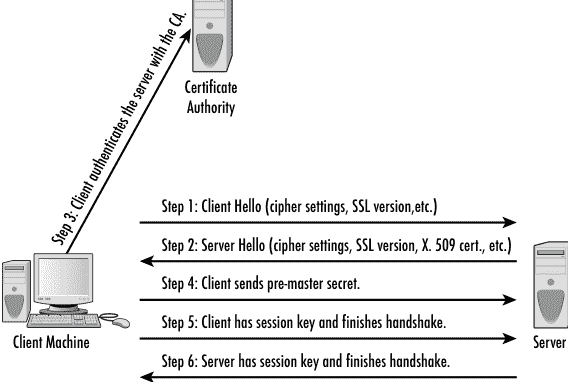 Step 3: Client authenticates the server with the CA.
Certificate
Authority
Step 1: Client Hello (cipher settings, SSL version,etc.)
Step 2: Server Hello (cipher settings, SSL version, X. 509 cert., etc.)
Step 4: Client sends pre-master secret.
Step 5: Client has session key and finishes handshake.
Client Machine
Server
Step 6: Server has session key and finishes handshake.